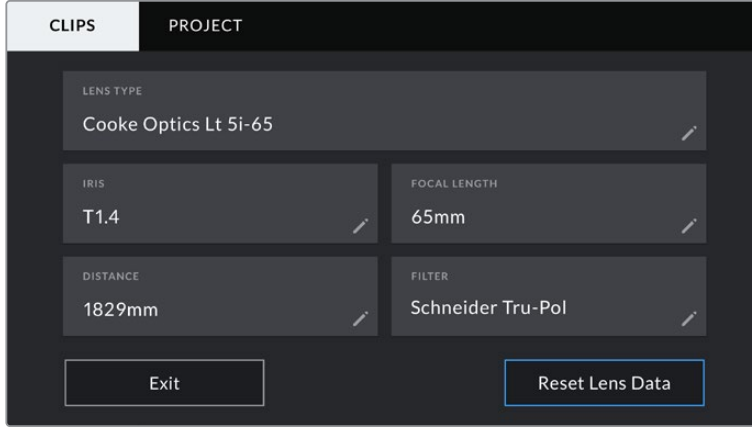 CLIPS PROJECT
LENS TYPE
Cooke Optics Lt 5i-65
IRIS FOCAL LENGTH
T1.4 65mm
DISTANCE FILTER
1829mm Schneider Tru-Pol
Exit Reset Lens Data